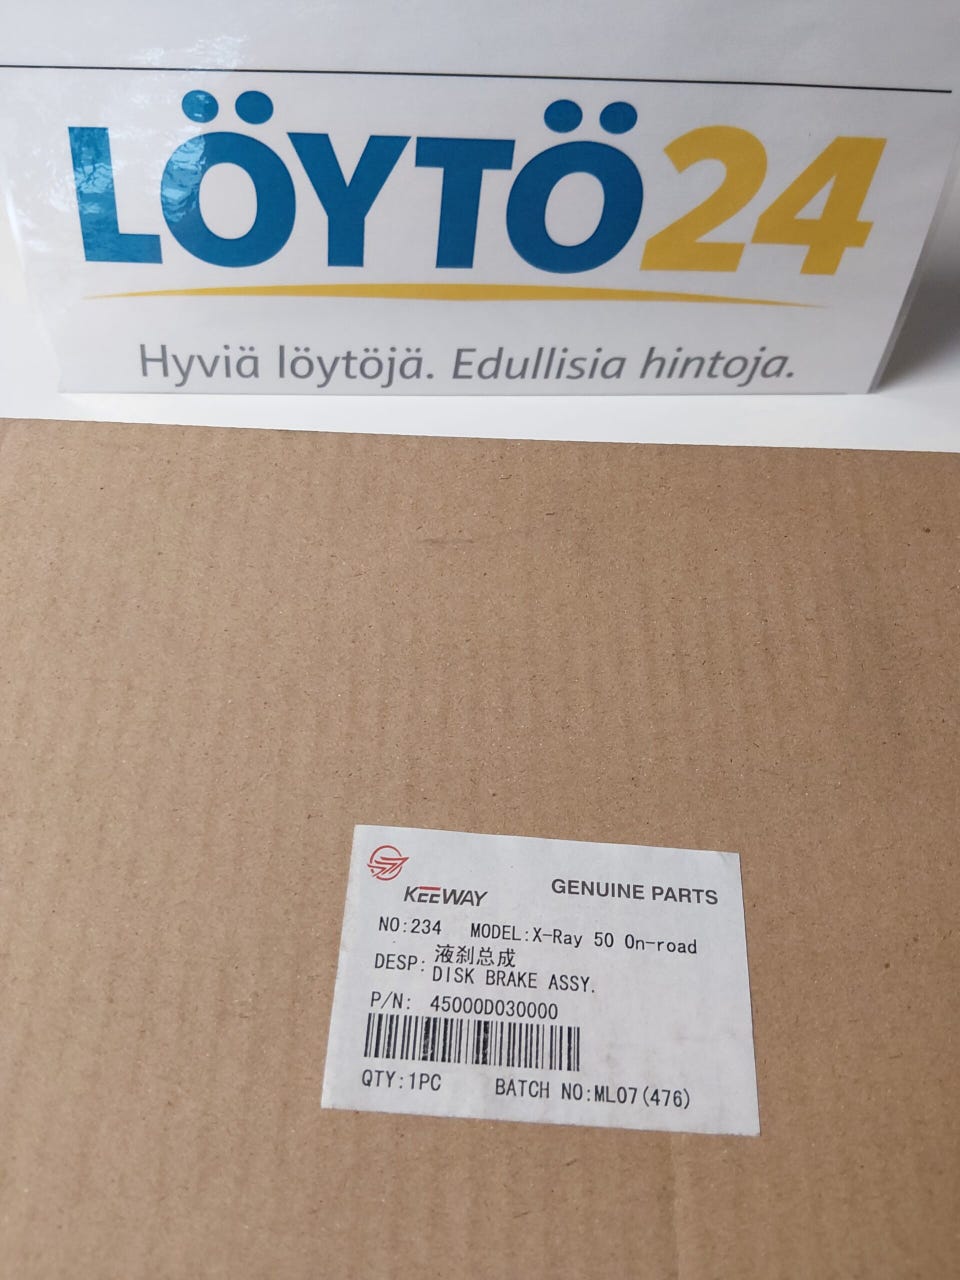 LÖYTÖ24
Hyviä löytöjä. Edullisia hintoja.
KEEWAY GENUINE PARTS
NO:234 MODEL:X-Ray 50 On-road
DESP: 液刹总成
DISK BRAKE ASSY.
P/N: 45000D030000
QTY:1PC BATCH NO:ML07(476)